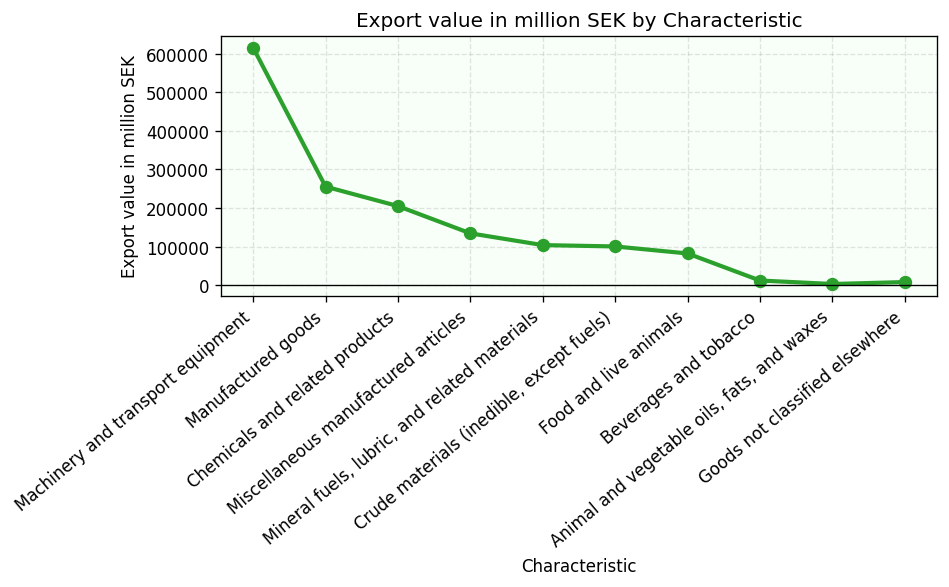 Export value in million SEK by Characteristic
Export value in million SEK
600000
500000
400000
300000
200000
100000
0
Machinery and transport equipment
Manufactured goods
Chemicals and related products
Miscellaneous manufactured articles
Mineral fuels, lubric, and related materials
Crude materials (inedible, except fuels)
Food and live animals
Beverages and tobacco
Animal and vegetable oils, fats, and waxes
Goods not classified elsewhere
Characteristic